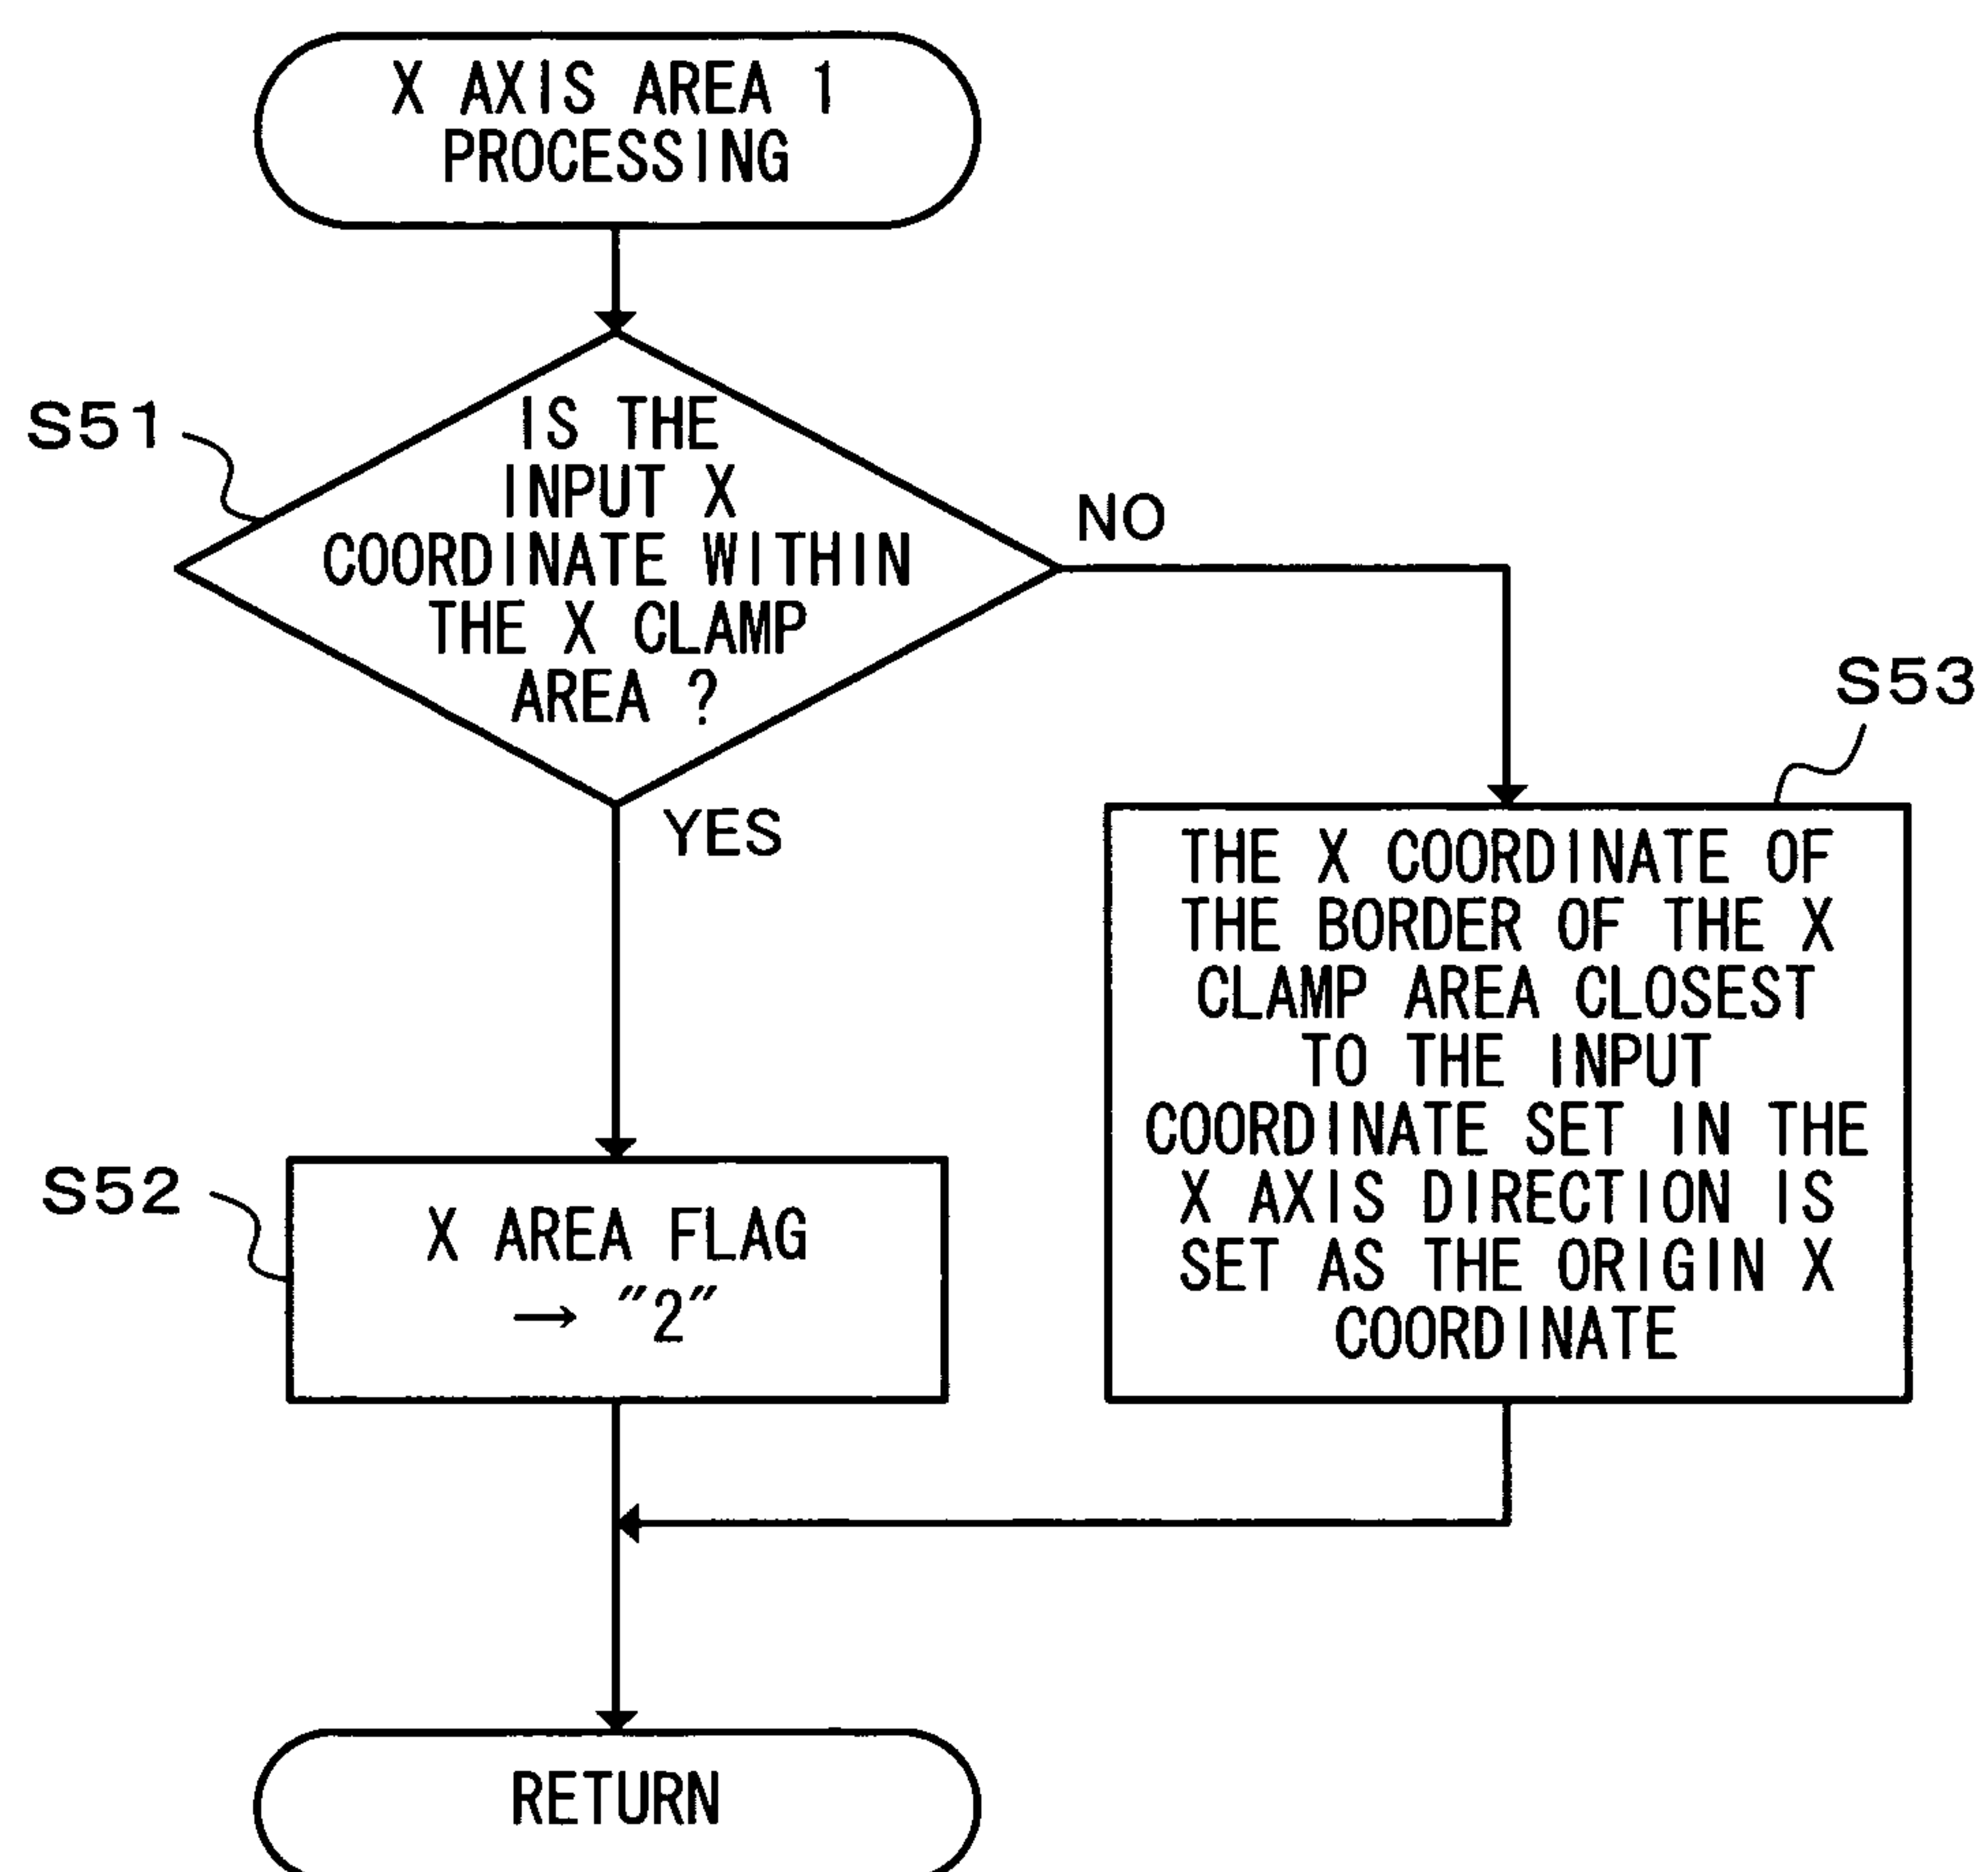 X AXIS AREA 1
PROCESSING
S51
IS THE
INPUT X
COORDINATE WITHIN
THE X CLAMP
AREA ?
NO
YES
S53
THE X COORDINATE OF
THE BORDER OF THE X
CLAMP AREA CLOSEST
TO THE INPUT
COORDINATE SET IN THE
X AXIS DIRECTION IS
SET AS THE ORIGIN X
COORDINATE
S52
X AREA FLAG
→ "2"
RETURN